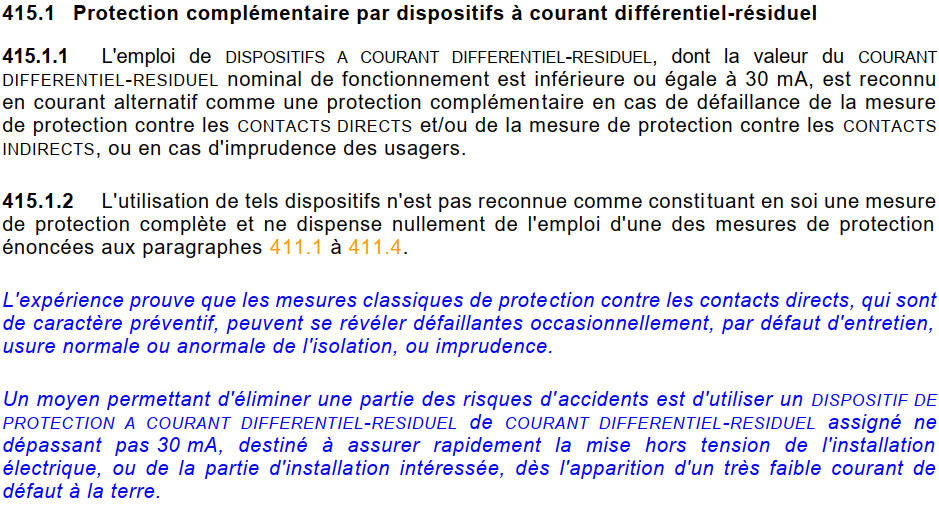 415.1 Protection complémentaire par dispositifs à courant différentiel-résiduel
415.1.1 L'emploi de DISPOSITIFS A COURANT DIFFERENTIEL-RESIDUEL, dont la valeur du COURANT
DIFFERENTIEL-RESIDUEL nominal de fonctionnement est inférieure ou égale à 30 mA, est reconnu
en courant alternatif comme une protection complémentaire en cas de défaillance de la mesure
de protection contre les CONTACTS DIRECTS et/ou de la mesure de protection contre les CONTACTS
INDIRECTS, ou en cas d'imprudence des usagers.
415.1.2 L'utilisation de tels dispositifs n'est pas reconnue comme constituant en soi une mesure
de protection complète et ne dispense nullement de l'emploi d'une des mesures de protection
énoncées aux paragraphes 411.1 à 411.4.
L'expérience prouve que les mesures classiques de protection contre les contacts directs, qui sont
de caractère préventif, peuvent se révéler défaillantes occasionnellement, par défaut d'entretien,
usure normale ou anormale de l'isolation, ou imprudence.
Un moyen permettant d'éliminer une partie des risques d'accidents est d'utiliser un DISPOSITIF DE
PROTECTION A COURANT DIFFERENTIEL-RESIDUEL de COURANT DIFFERENTIEL-RESIDUEL assigné ne
dépassant pas 30 mA, destiné à assurer rapidement la mise hors tension de l'installation
électrique, ou de la partie d'installation intéressée, dès l'apparition d'un très faible courant de
défaut à la terre.